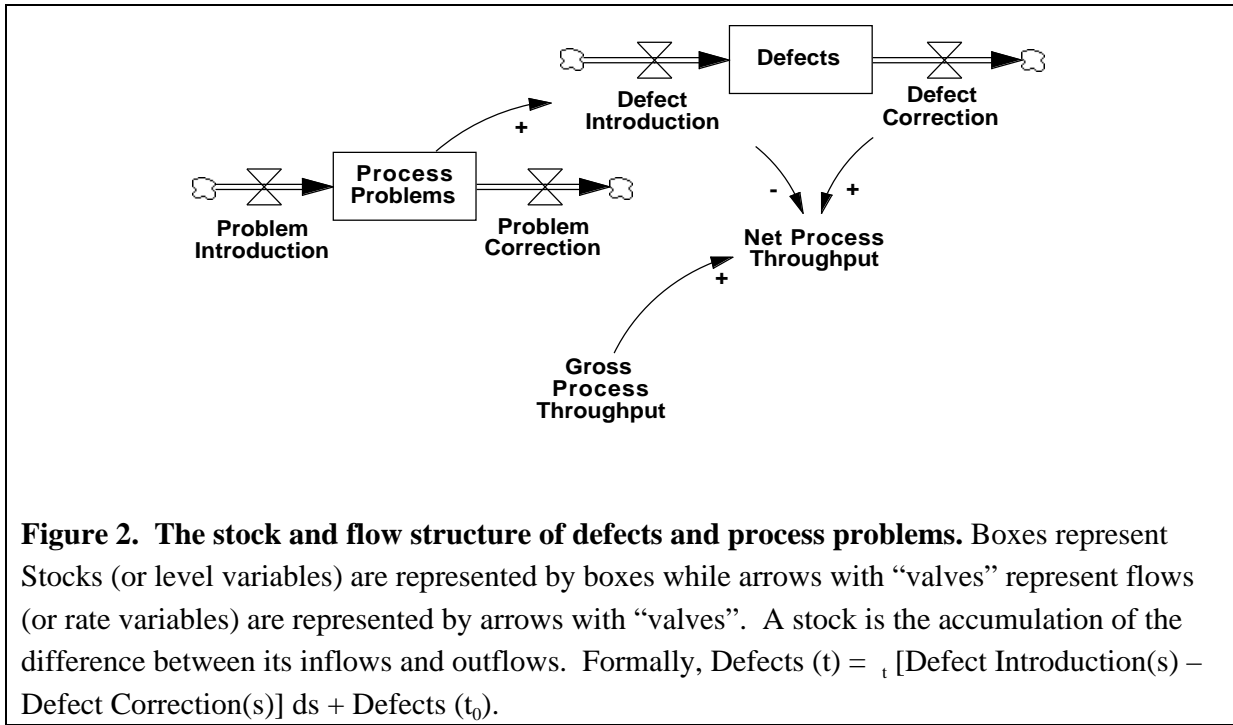 Defects
Defect
Introduction
Defect
Correction
+
Process
Problems
Problem
Introduction
Problem
Correction
-
+
Net Process
Throughput
+
Gross
Process
Throughput
Figure 2. The stock and flow structure of defects and process problems. Boxes represent
Stocks (or level variables) are represented by boxes while arrows with “valves” represent flows
(or rate variables) are represented by arrows with “valves”. A stock is the accumulation of the
difference between its inflows and outflows. Formally, Defects (t) = t [Defect Introduction(s) –
Defect Correction(s)] ds + Defects (t0).